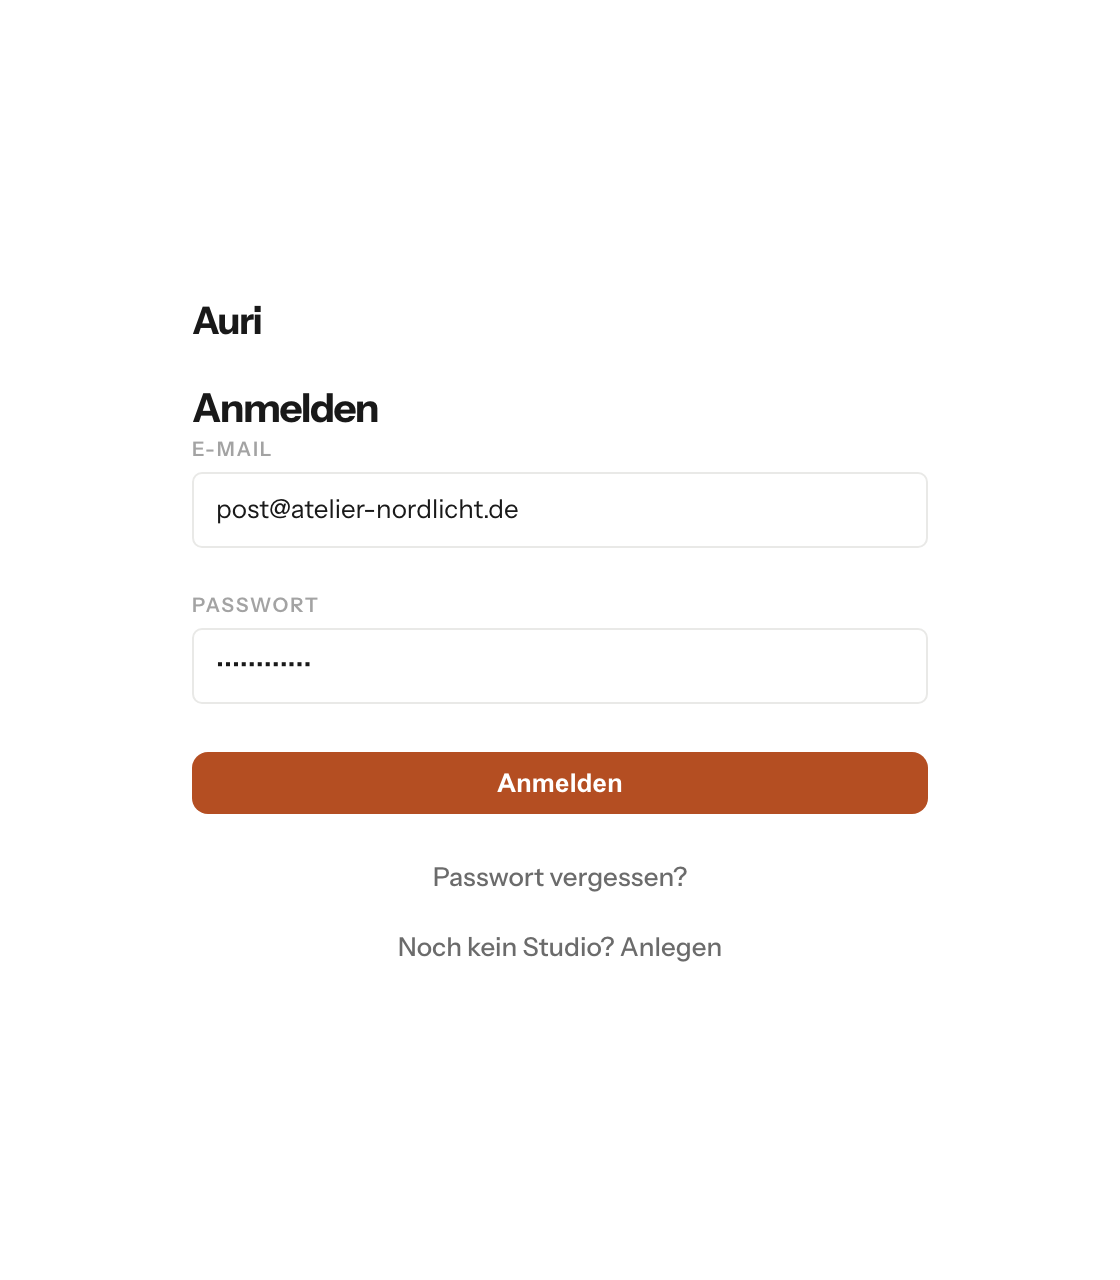 Auri
Anmelden
E-MAIL
post@atelier-nordlicht.de
PASSWORT
••••••••••••
Anmelden
Passwort vergessen?
Noch kein Studio? Anlegen